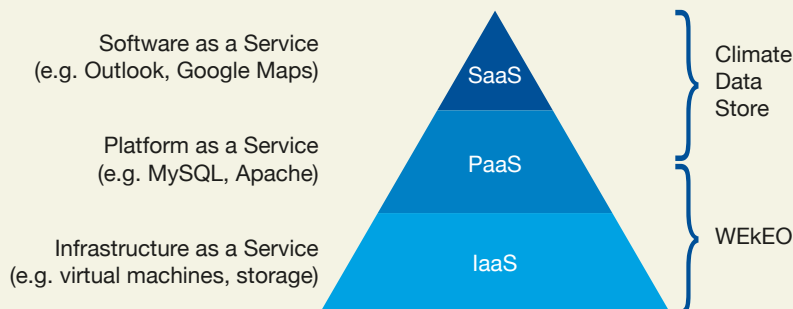 Software as a Service
(e.g. Outlook, Google Maps)
SaaS
Climate
Data
Store
Platform as a Service
(e.g. MySQL, Apache)
PaaS
WEkEO
Infrastructure as a Service
(e.g. virtual machines, storage)
IaaS